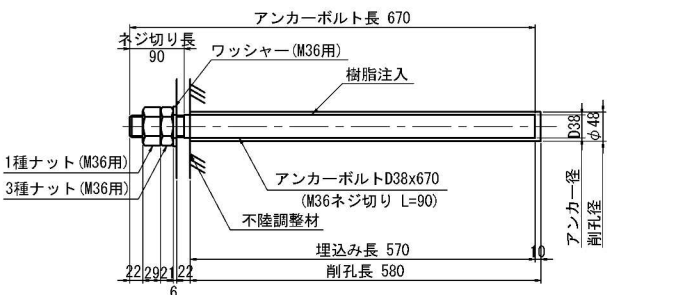 アンカーボルト長 670
ネジ切り長
90
ワッシャー(M36用)
樹脂注入
D38
φ48
1種ナット(M36用)
3種ナット(M36用)
アンカーボルトD38x670
(M36ネジ切り L=90)
不陸調整材
アンカー径
削孔径
埋込み長 570
10
22
29
21
22
削孔長 580
6